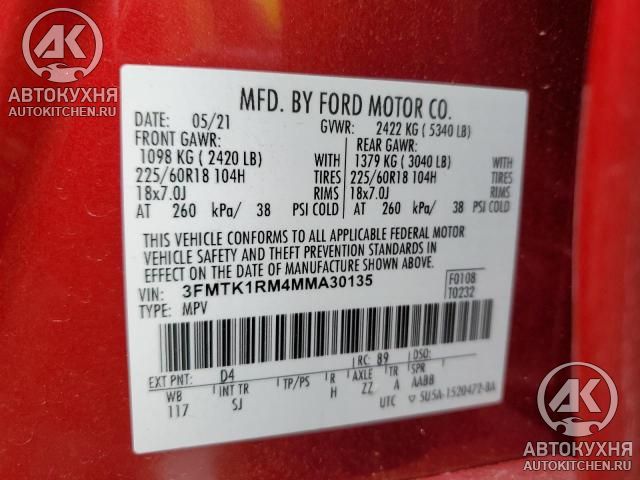 АК
АВТОКУХНЯ
AUTOKITCHEN.RU
MFD. BY FORD MOTOR CO.
DATE: 05/21 GVWR: 2422 KG ( 5340 LB)
FRONT GAWR: REAR GAWR:
1098 KG ( 2420 LB) WITH 1379 KG ( 3040 LB) WITH
225/60R18 104H TIRES 225/60R18 104H TIRES
18x7.0J RIMS 18x7.0J RIMS
AT 260 kPa/ 38 PSI COLD AT 260 kPa/ 38 PSI COLD
THIS VEHICLE CONFORMS TO ALL APPLICABLE FEDERAL MOTOR
VEHICLE SAFETY AND THEFT PREVENTION STANDARDS IN
EFFECT ON THE DATE OF MANUFACTURE SHOWN ABOVE.
VIN: 3FMTK1RM4MMA30135 F0108
TYPE: MPV T0232
EXT PNT: D4 RC: 89 DSO:
WB INT TR TP/PS R AXLE TR SPR
117 SJ H ZZ A AABB
UTC 5U5A-1520472-BA
АК
АВТОКУХНЯ
AUTOKITCHEN.RU